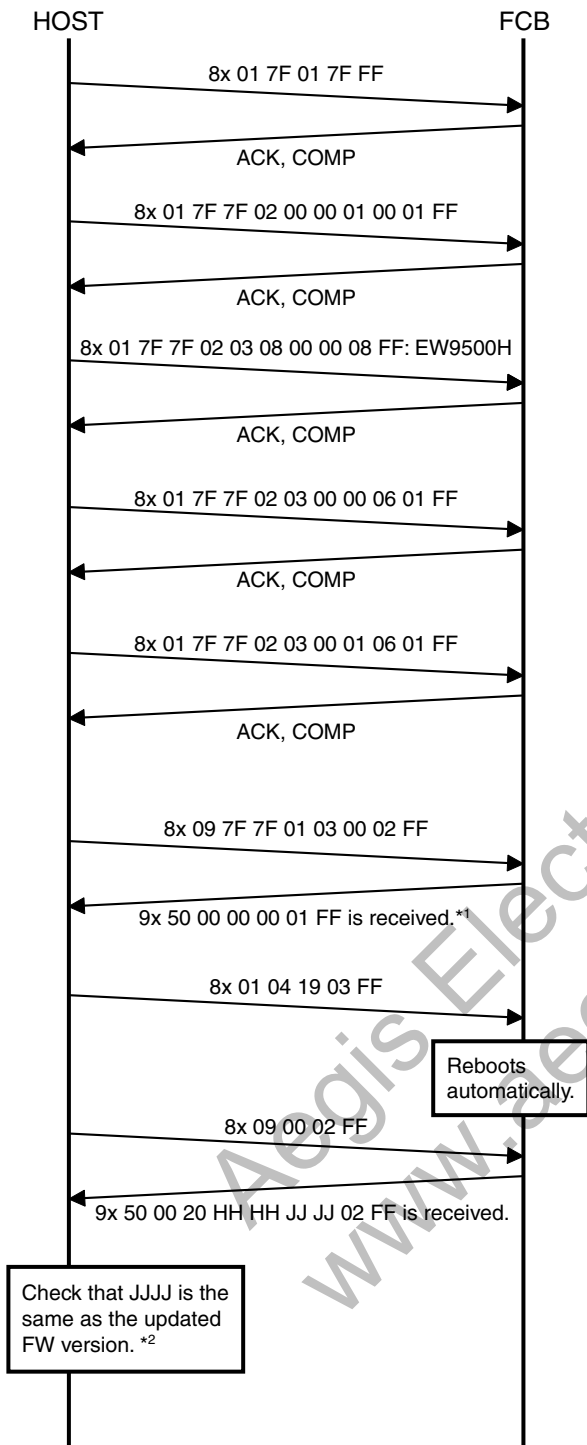 HOST FCB
8x 01 7F 01 7F FF
ACK, COMP
8x 01 7F 7F 02 00 00 01 00 01 FF
ACK, COMP
8x 01 7F 7F 02 03 08 00 00 08 FF: EW9500H
ACK, COMP
8x 01 7F 7F 02 03 00 00 06 01 FF
ACK, COMP
8x 01 7F 7F 02 03 00 01 06 01 FF
ACK, COMP
8x 09 7F 7F 01 03 00 02 FF
9x 50 00 00 00 01 FF is received.*1
8x 01 04 19 03 FF
Reboots
automatically.
8x 09 00 02 FF
9x 50 00 20 HH HH JJ JJ 02 FF is received.
Check that JJJJ is the
same as the updated
FW version. *2
Aegis Elect
www.ae